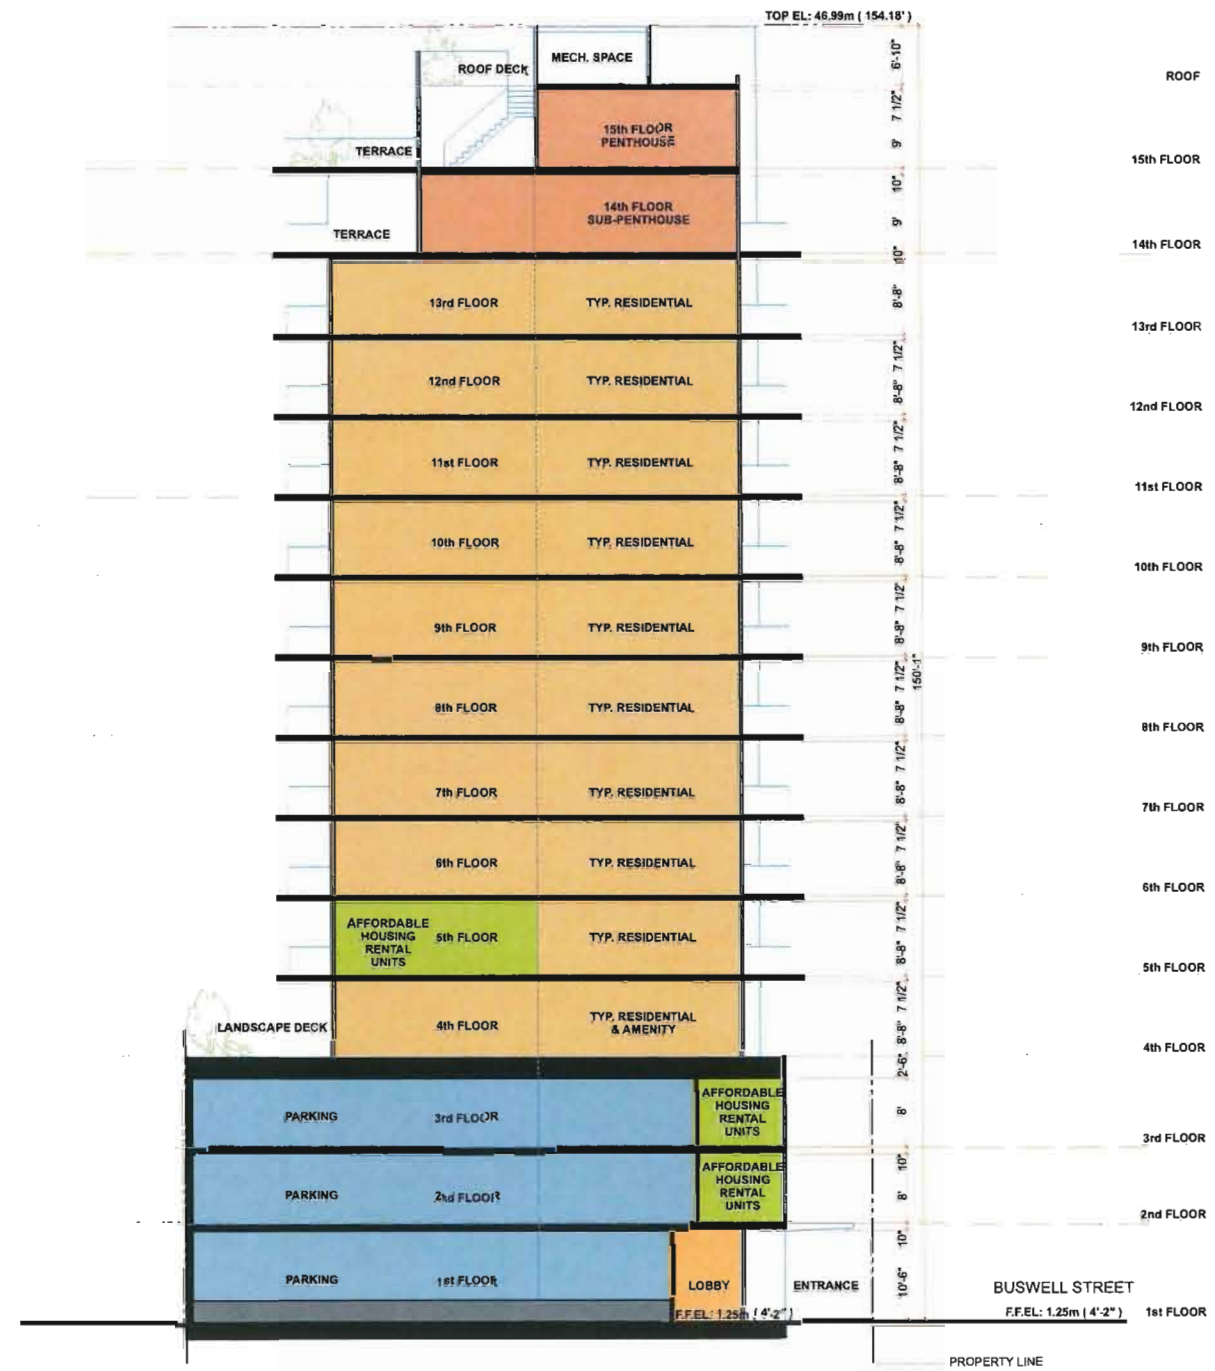 TOP EL: 46.99m ( 154.18' )
MECH. SPACE
ROOF DECK
6'-10"
ROOF
7 1/2"
15th FLOOR
PENTHOUSE
9'
TERRACE
15th FLOOR
10"
14th FLOOR
SUB-PENTHOUSE
9'
TERRACE
14th FLOOR
10"
13rd FLOOR
TYP. RESIDENTIAL
8'-8"
13rd FLOOR
7 1/2"
12nd FLOOR
TYP. RESIDENTIAL
8'-8"
12nd FLOOR
7 1/2"
11st FLOOR
TYP. RESIDENTIAL
8'-8"
11st FLOOR
7 1/2"
10th FLOOR
TYP. RESIDENTIAL
8'-8"
10th FLOOR
7 1/2"
9th FLOOR
TYP. RESIDENTIAL
8'-8"
9th FLOOR
7 1/2"
150'-1"
8th FLOOR
TYP. RESIDENTIAL
8'-8"
8th FLOOR
7 1/2"
7th FLOOR
TYP. RESIDENTIAL
8'-8"
7th FLOOR
7 1/2"
6th FLOOR
TYP. RESIDENTIAL
8'-8"
6th FLOOR
7 1/2"
AFFORDABLE
HOUSING
RENTAL
UNITS
5th FLOOR
TYP. RESIDENTIAL
8'-8"
5th FLOOR
7 1/2"
LANDSCAPE DECK
4th FLOOR
TYP. RESIDENTIAL
& AMENITY
8'-8"
4th FLOOR
2'-6"
PARKING
3rd FLOOR
AFFORDABLE
HOUSING
RENTAL
UNITS
8'
3rd FLOOR
10"
PARKING
2nd FLOOR
AFFORDABLE
HOUSING
RENTAL
UNITS
8'
2nd FLOOR
10"
PARKING
1st FLOOR
LOBBY
ENTRANCE
10'-6"
BUSWELL STREET
F.F.EL: 1.25m ( 4'-2" )
F.F.EL: 1.25m ( 4'-2" )
1st FLOOR
PROPERTY LINE